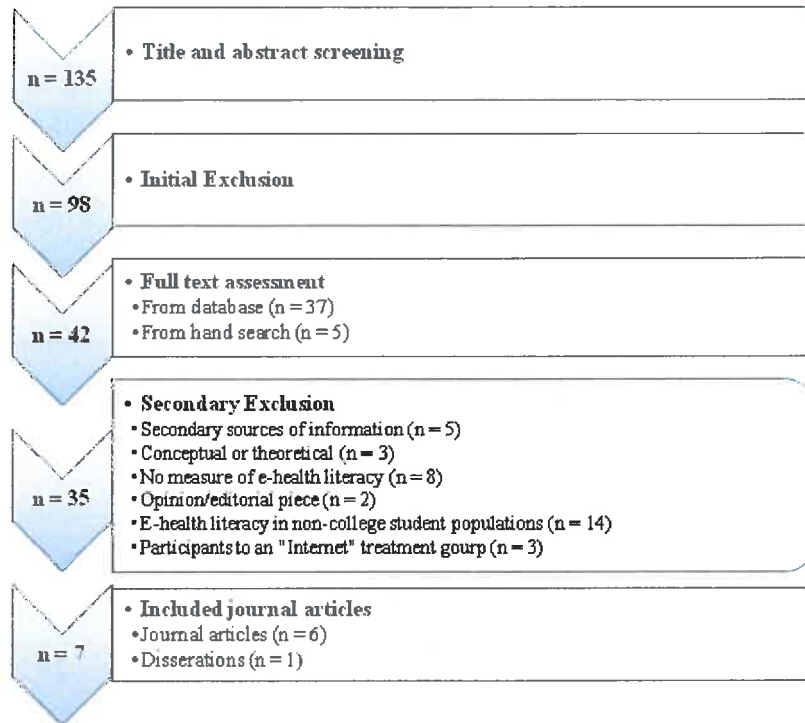 n = 135
• Title and abstract screening
n = 98
• Initial Exclusion
n = 42
• Full text assessment
•From database (n = 37)
•From hand search (n = 5)
n = 35
• Secondary Exclusion
•Secondary sources of information (n = 5)
•Conceptual or theoretical (n = 3)
•No measure of e-health literacy (n = 8)
•Opinion/editorial piece (n = 2)
•E-health literacy in non-college student populations (n = 14)
•Participants to an "Internet" treatment gourp (n = 3)
n = 7
• Included journal articles
•Journal articles (n = 6)
•Disserations (n = 1)